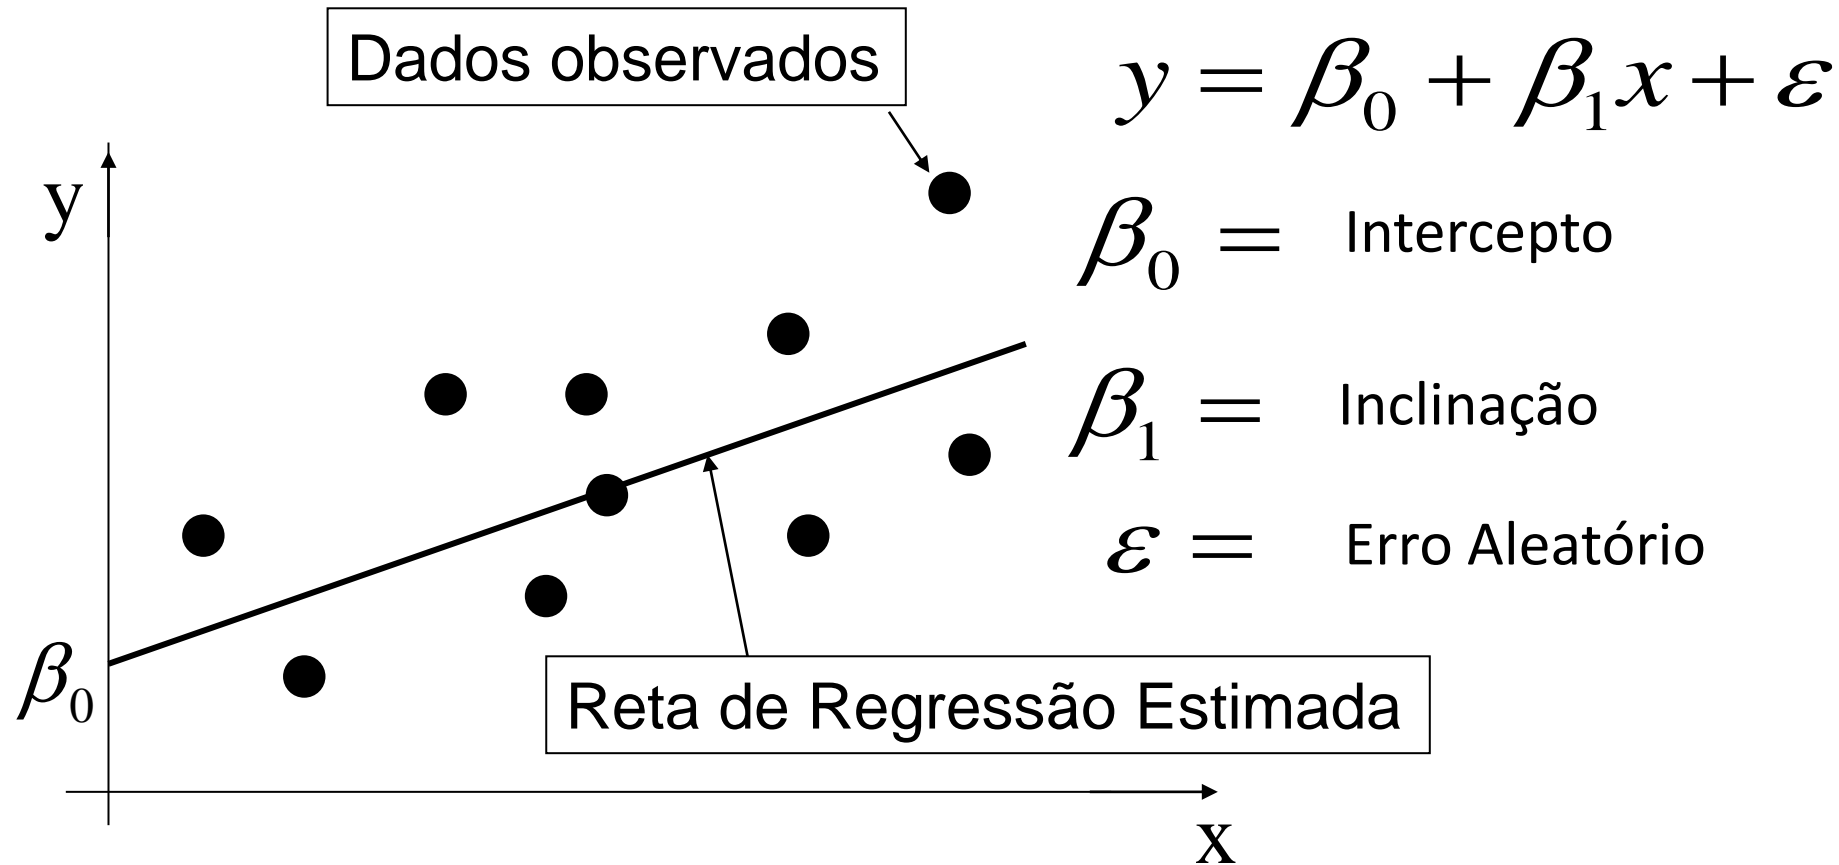 Dados observados
y = β₀ + β₁x + ε
y
β₀ = Intercepto
β₁ = Inclinação
ε = Erro Aleatório
β₀
Reta de Regressão Estimada
x